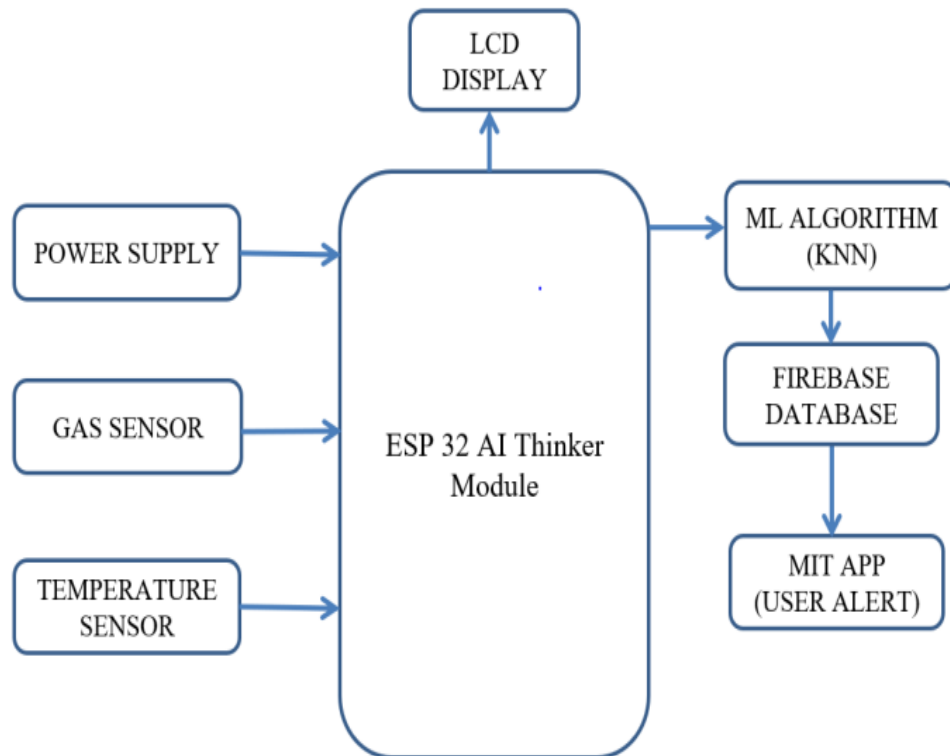 LCD
DISPLAY
POWER SUPPLY
GAS SENSOR
TEMPERATURE
SENSOR
ESP 32 AI Thinker
Module
ML ALGORITHM
(KNN)
FIREBASE
DATABASE
MIT APP
(USER ALERT)